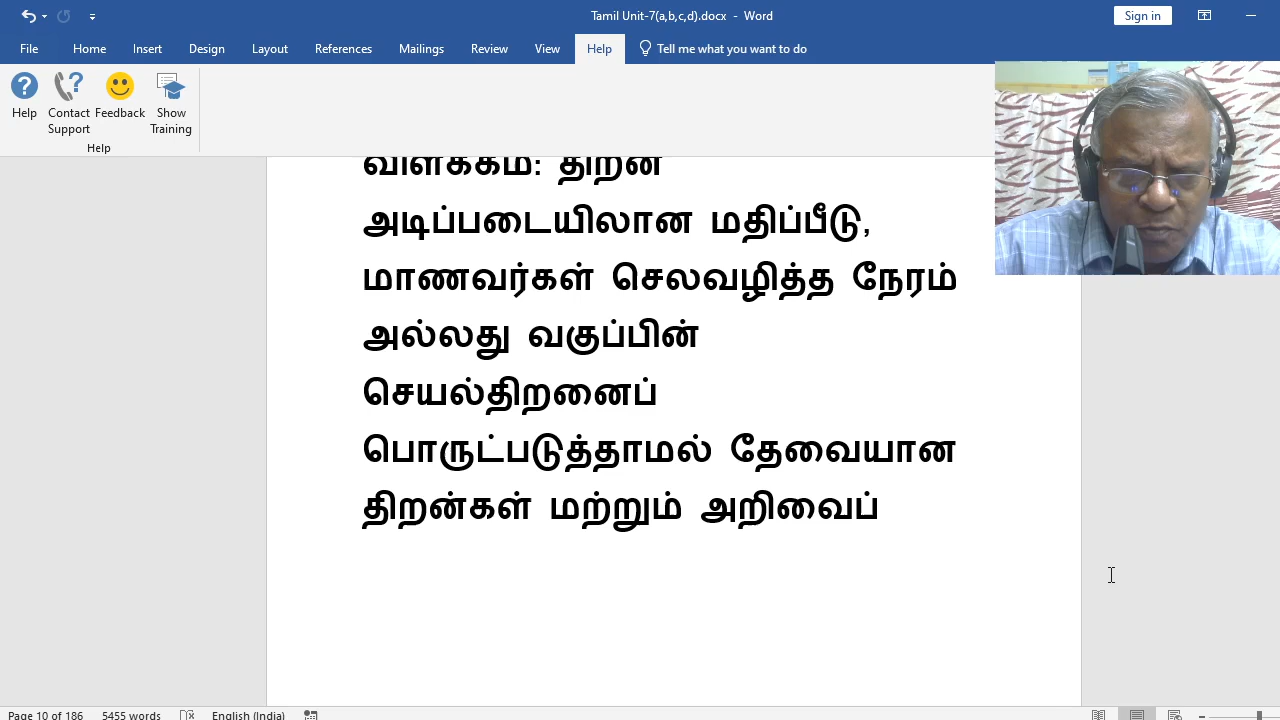 Tamil Unit-7(a,b,c,d).docx - Word
Sign in
File Home Insert Design Layout References Mailings Review View Help Tell me what you want to do
Help Contact Support Feedback Show Training
Help
விளக்கம்: திறன்
அடிப்படையிலான மதிப்பீடு,
மாணவர்கள் செலவழித்த நேரம்
அல்லது வகுப்பின்
செயல்திறனைப்
பொருட்படுத்தாமல் தேவையான
திறன்கள் மற்றும் அறிவைப்
Page 10 of 186 5455 words English (India)